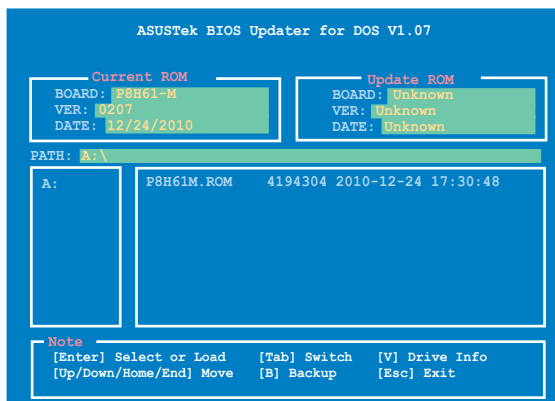 ASUSTek BIOS Updater for DOS V1.07
Current ROM
BOARD: P8H61-M
VER: 0207
DATE: 12/24/2010
Update ROM
BOARD: Unknown
VER: Unknown
DATE: Unknown
PATH: A:\
A:
P8H61M.ROM 4194304 2010-12-24 17:30:48
Note
[Enter] Select or Load [Tab] Switch [V] Drive Info
[Up/Down/Home/End] Move [B] Backup [Esc] Exit